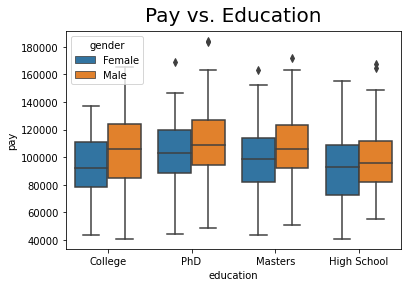 Pay vs. Education
gender
Female
Male
180000
160000
140000
120000
100000
80000
60000
40000
pay
College PhD Masters High School
education